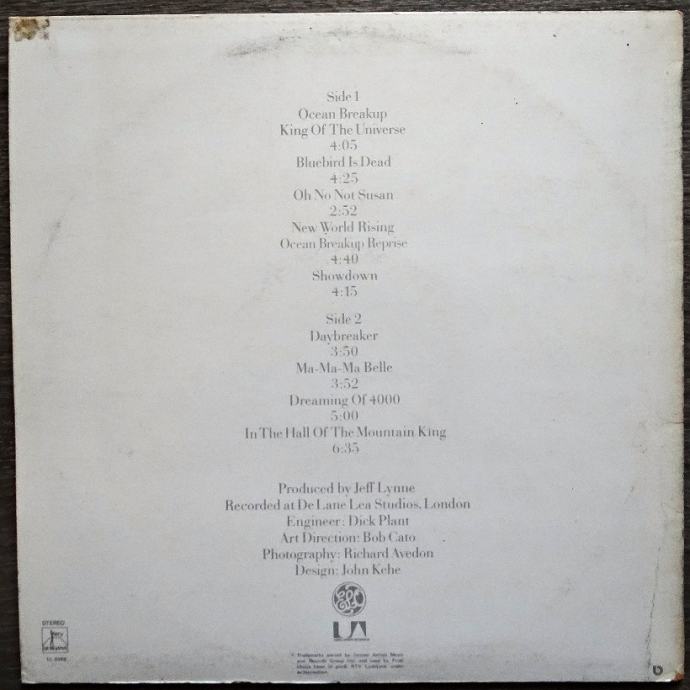 Side 1
Ocean Breakup
King Of The Universe
4:05
Bluebird Is Dead
4:25
Oh No Not Susan
2:52
New World Rising
Ocean Breakup Reprise
4:40
Showdown
4:15
Side 2
Daybreaker
3:50
Ma-Ma-Ma Belle
3:52
Dreaming Of 4000
5:00
In The Hall Of The Mountain King
6:35
Produced by Jeff Lynne
Recorded at De Lane Lea Studios, London
Engineer: Dick Plant
Art Direction: Bob Cato
Photography: Richard Avedon
Design: John Kehe
UA
STEREO